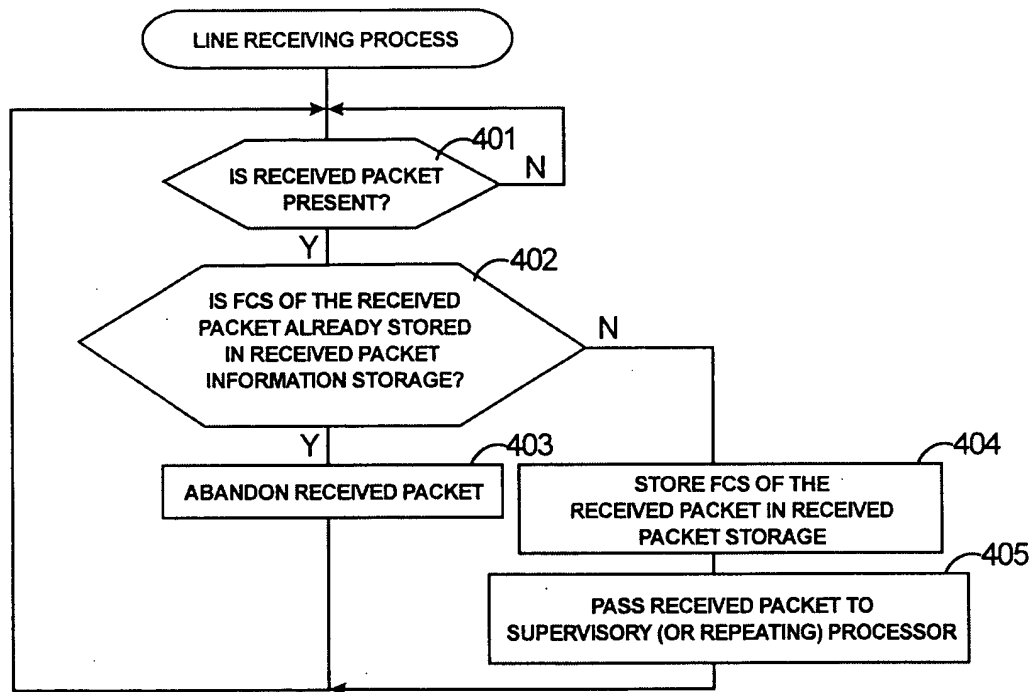 LINE RECEIVING PROCESS
401
IS RECEIVED PACKET
PRESENT?
N
Y
402
IS FCS OF THE RECEIVED
PACKET ALREADY STORED
IN RECEIVED PACKET
INFORMATION STORAGE?
N
Y
403
ABANDON RECEIVED PACKET
404
STORE FCS OF THE
RECEIVED PACKET IN RECEIVED
PACKET STORAGE
405
PASS RECEIVED PACKET TO
SUPERVISORY (OR REPEATING) PROCESSOR